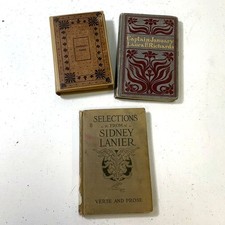 Captain January
Laura E. Richards
SELECTIONS
FROM
SIDNEY
LANIER
VERSE AND PROSE